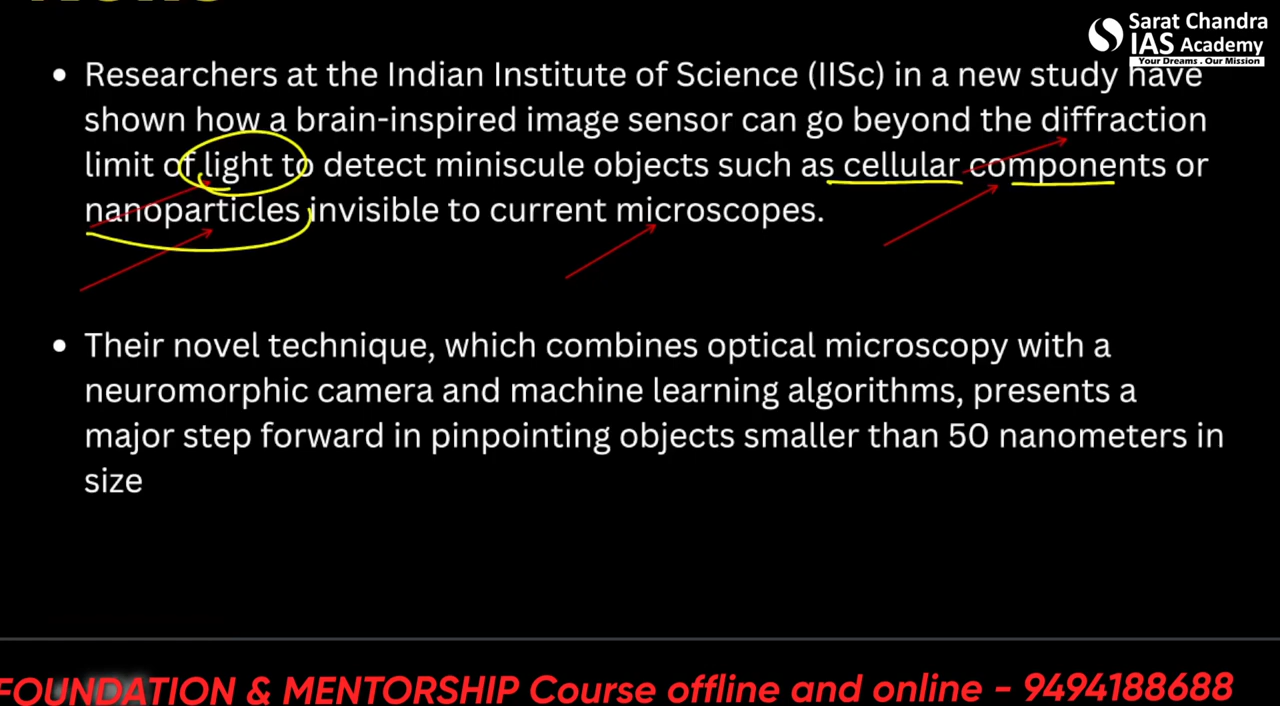 Sarat Chandra
IAS Academy
Your Dreams . Our Mission
• Researchers at the Indian Institute of Science (IISc) in a new study have
shown how a brain-inspired image sensor can go beyond the diffraction
limit of light to detect miniscule objects such as cellular components or
nanoparticles invisible to current microscopes.
• Their novel technique, which combines optical microscopy with a
neuromorphic camera and machine learning algorithms, presents a
major step forward in pinpointing objects smaller than 50 nanometers in
size
FOUNDATION & MENTORSHIP Course offline and online - 9494188688